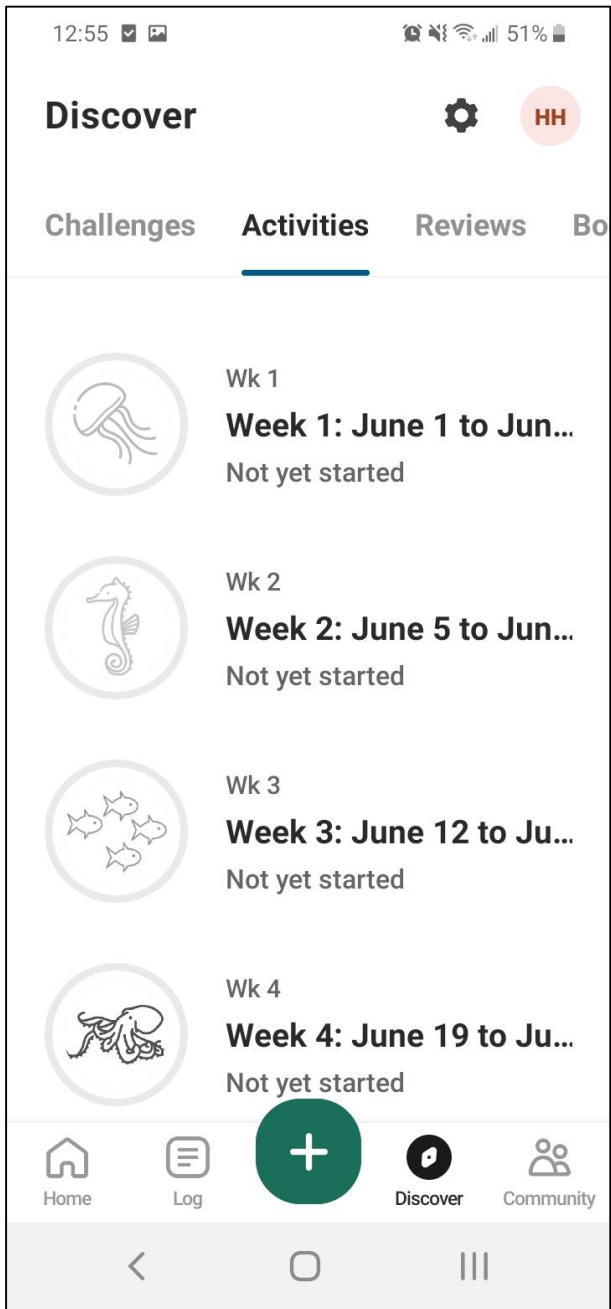 12:55 51%
Discover HH
Challenges Activities Reviews Bo
Wk 1
Week 1: June 1 to Jun...
Not yet started
Wk 2
Week 2: June 5 to Jun...
Not yet started
Wk 3
Week 3: June 12 to Ju...
Not yet started
Wk 4
Week 4: June 19 to Ju...
Not yet started
Home Log + Discover Community